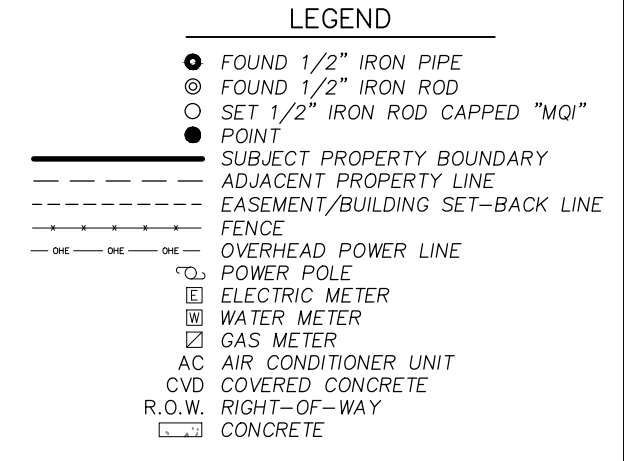 LEGEND
FOUND 1/2" IRON PIPE
FOUND 1/2" IRON ROD
SET 1/2" IRON ROD CAPPED "MQI"
POINT
SUBJECT PROPERTY BOUNDARY
ADJACENT PROPERTY LINE
EASEMENT/BUILDING SET-BACK LINE
x x x x FENCE
OHE OHE OHE OVERHEAD POWER LINE
POWER POLE
E ELECTRIC METER
W WATER METER
GAS METER
AC AIR CONDITIONER UNIT
CVD COVERED CONCRETE
R.O.W. RIGHT-OF-WAY
CONCRETE